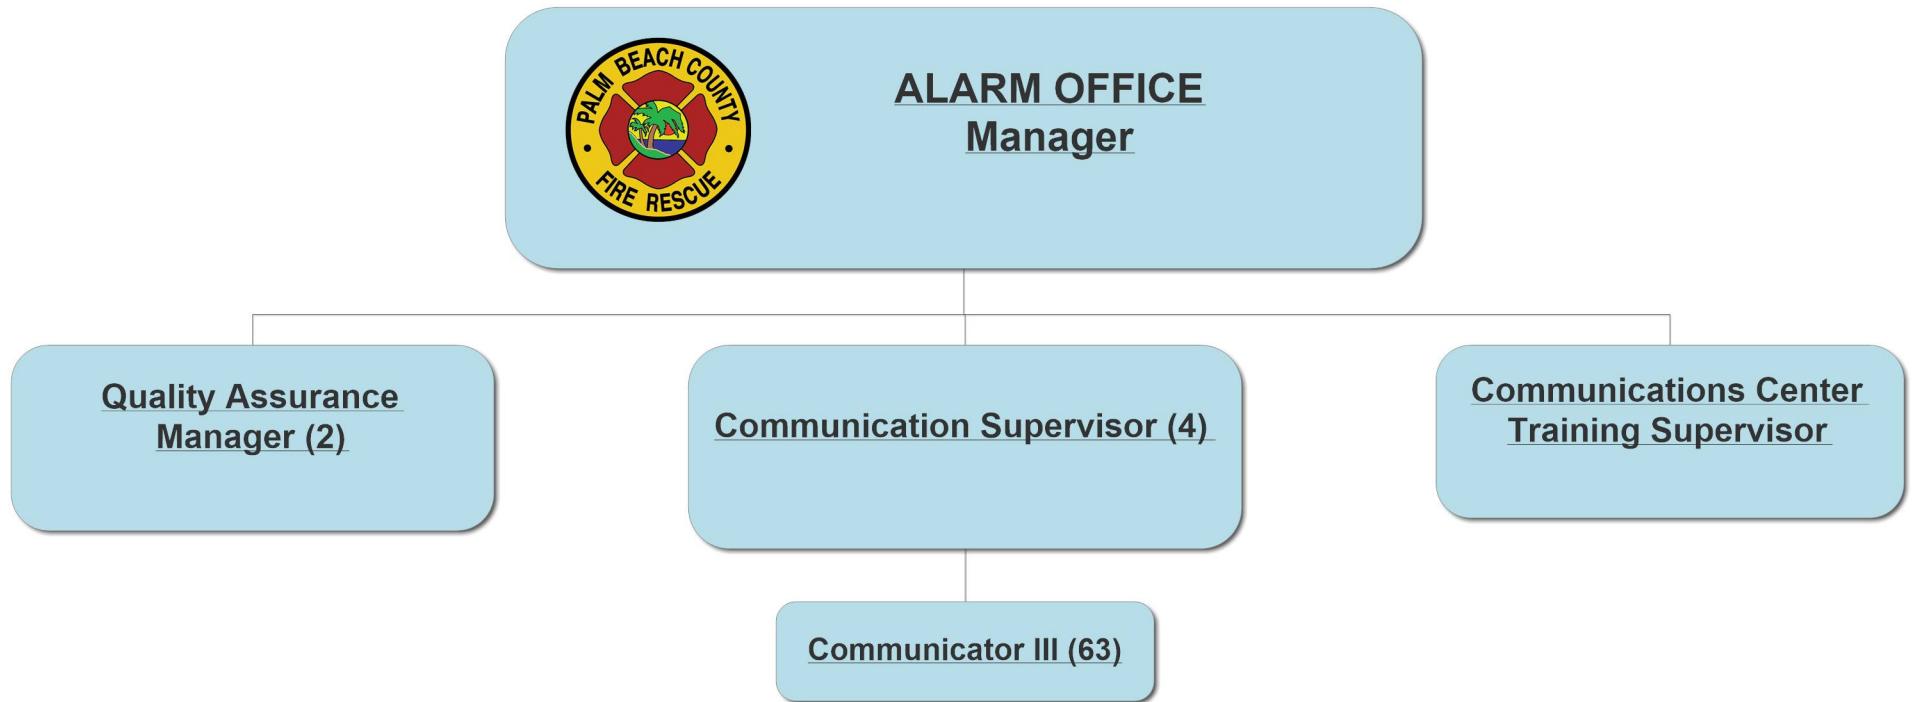 PALM BEACH COUNTY
FIRE RESCUE
ALARM OFFICE
Manager
Quality Assurance
Manager (2)
Communication Supervisor (4)
Communications Center
Training Supervisor
Communicator III (63)